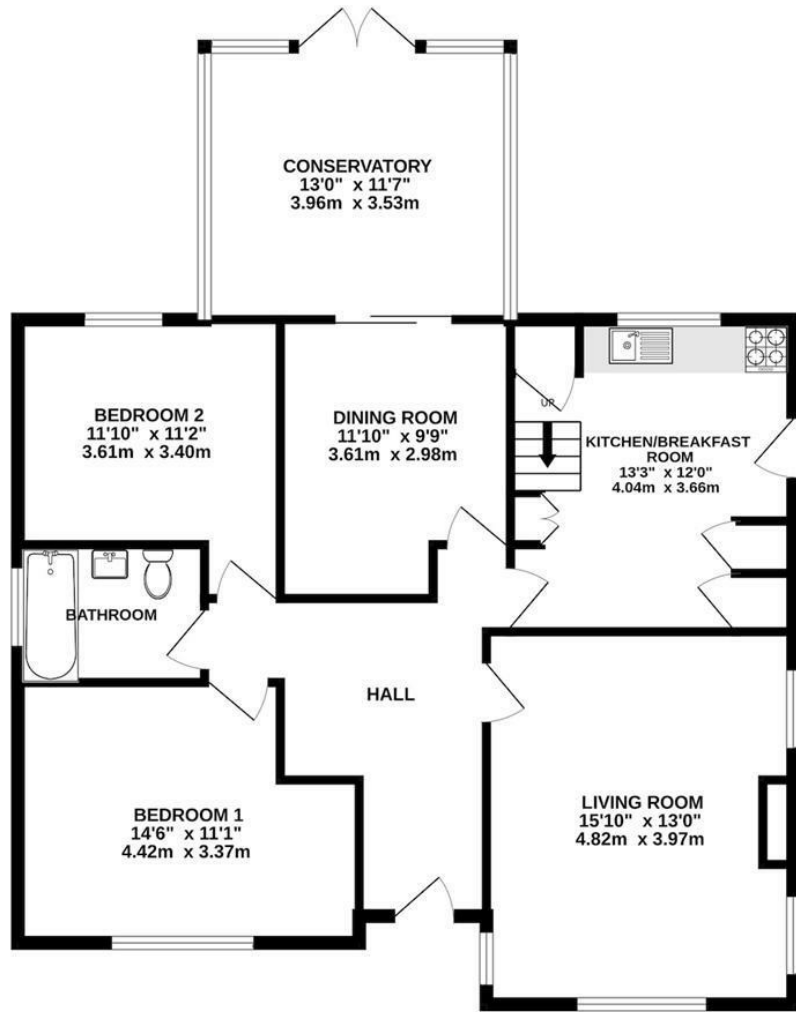 CONSERVATORY
13'0" x 11'7"
3.96m x 3.53m
BEDROOM 2
11'10" x 11'2"
3.61m x 3.40m
DINING ROOM
11'10" x 9'9"
3.61m x 2.98m
UP
KITCHEN/BREAKFAST
ROOM
13'3" x 12'0"
4.04m x 3.66m
BATHROOM
HALL
BEDROOM 1
14'6" x 11'1"
4.42m x 3.37m
LIVING ROOM
15'10" x 13'0"
4.82m x 3.97m